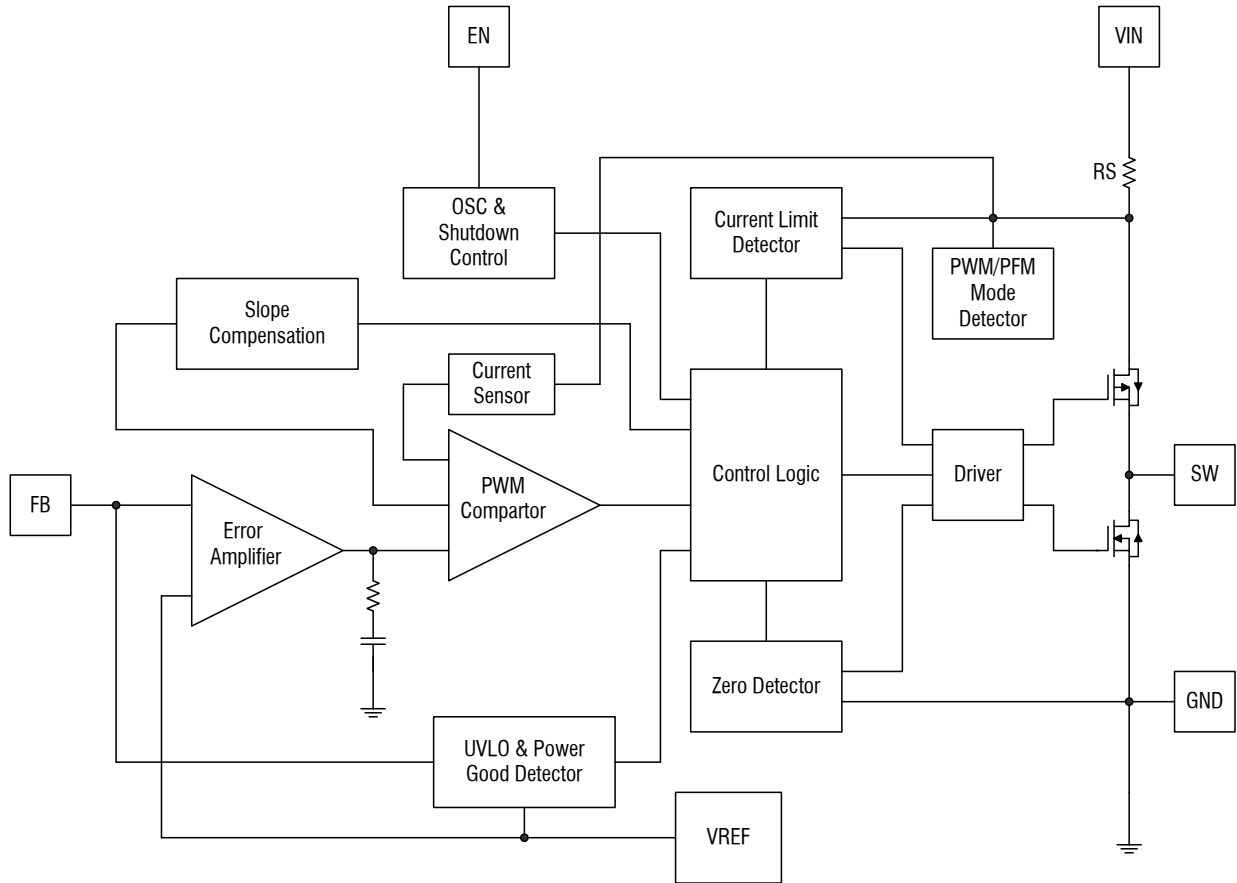 EN
VIN
RS
OSC &
Shutdown
Control
Current Limit
Detector
PWM/PFM
Mode
Detector
Slope
Compensation
Current
Sensor
PWM
Compartor
Control Logic
Driver
SW
FB
Error
Amplifier
Zero Detector
GND
UVLO & Power
Good Detector
VREF